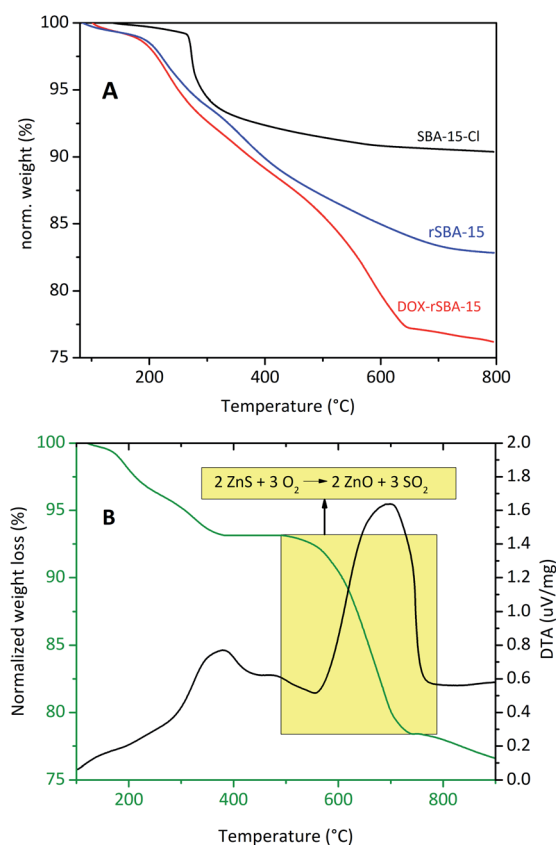 100
95
90
85
80
75
norm. weight (%)
A
SBA-15-Cl
rSBA-15
DOX-rSBA-15
200 400 600 800
Temperature (°C)
100
95
90
85
80
75
Normalized weight loss (%)
B
2 ZnS + 3 O₂ → 2 ZnO + 3 SO₂
2.0
1.8
1.6
1.4
1.2
1.0
0.8
0.6
0.4
0.2
0.0
DTA (uV/mg)
200 400 600 800
Temperature (°C)